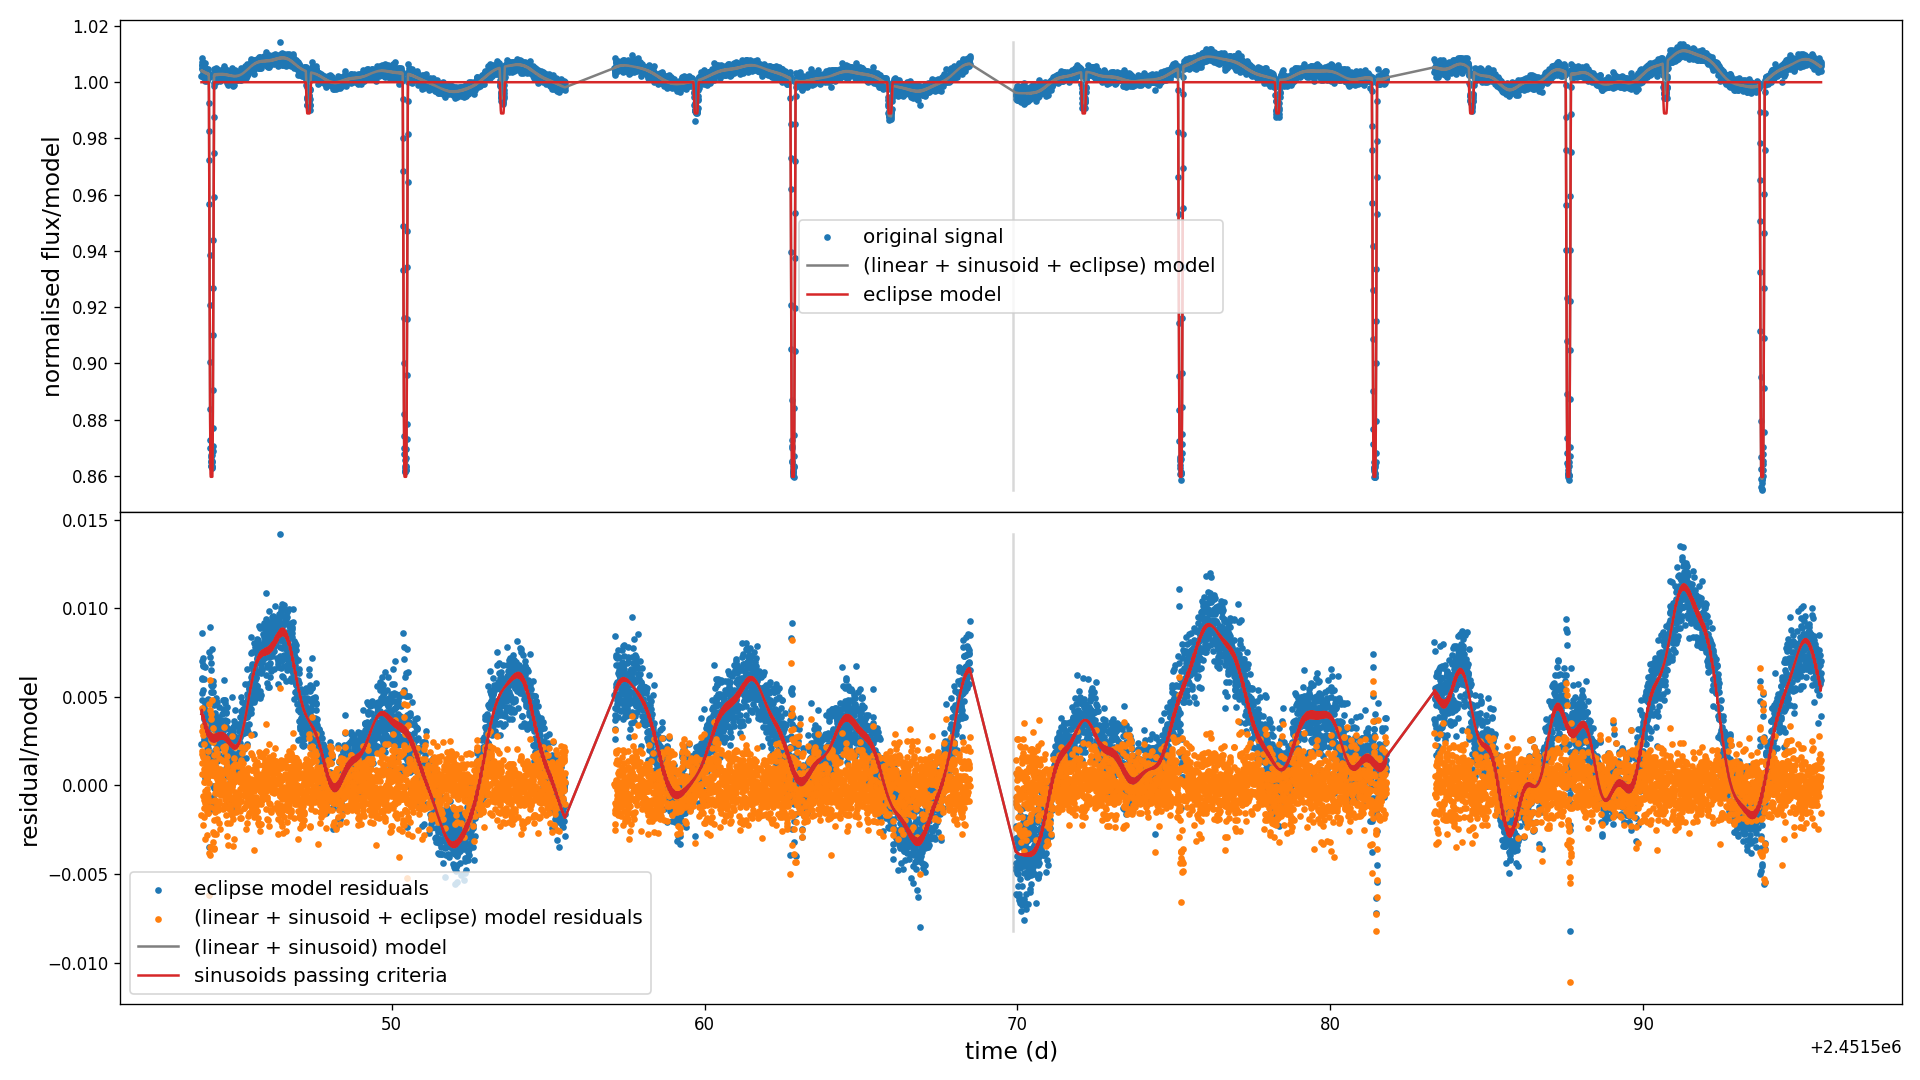 1.02
1.00
0.98
0.96
0.94
0.92
0.90
0.88
0.86
normalised flux/model
original signal
(linear + sinusoid + eclipse) model
eclipse model
0.015
0.010
0.005
0.000
−0.005
−0.010
residual/model
eclipse model residuals
(linear + sinusoid + eclipse) model residuals
(linear + sinusoid) model
sinusoids passing criteria
50
60
70
80
90
time (d)
+2.4515e6